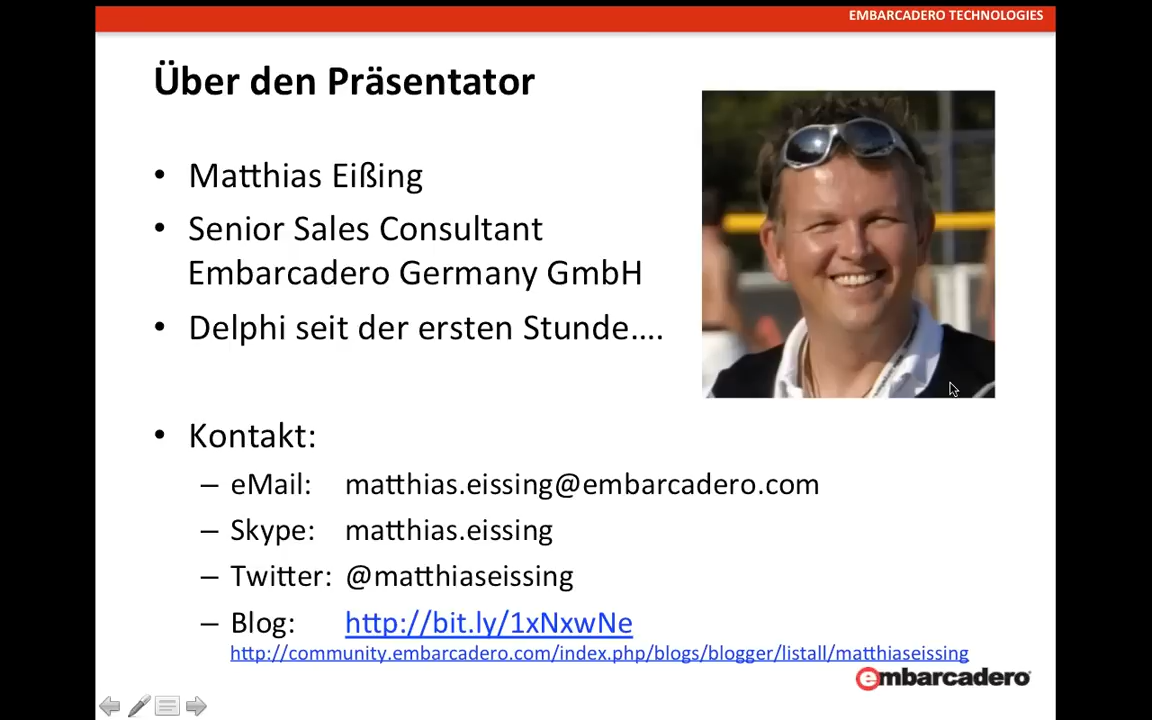 EMBARCADERO TECHNOLOGIES
Über den Präsentator
• Matthias Eißing
• Senior Sales Consultant
Embarcadero Germany GmbH
• Delphi seit der ersten Stunde....
• Kontakt:
– eMail: matthias.eissing@embarcadero.com
– Skype: matthias.eissing
– Twitter: @matthiaseissing
– Blog: http://bit.ly/1xNxwNe
http://community.embarcadero.com/index.php/blogs/blogger/listall/matthiaseissing
embarcadero